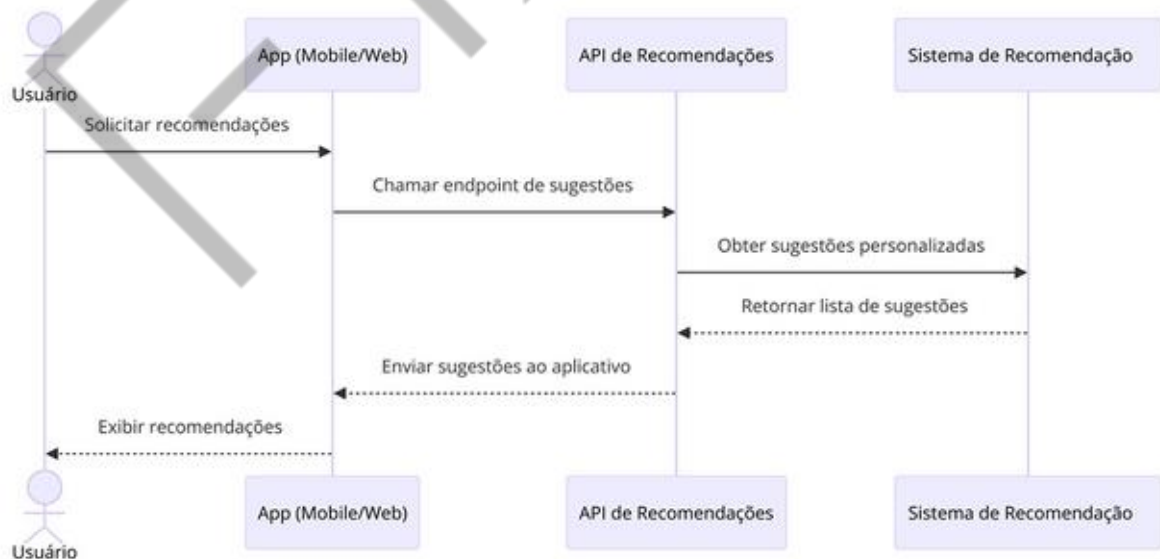 App (Mobile/Web)
API de Recomendações
Sistema de Recomendação
Usuário
Solicitar recomendações
Chamar endpoint de sugestões
Obter sugestões personalizadas
Retornar lista de sugestões
Enviar sugestões ao aplicativo
Exibir recomendações
App (Mobile/Web)
API de Recomendações
Sistema de Recomendação
Usuário